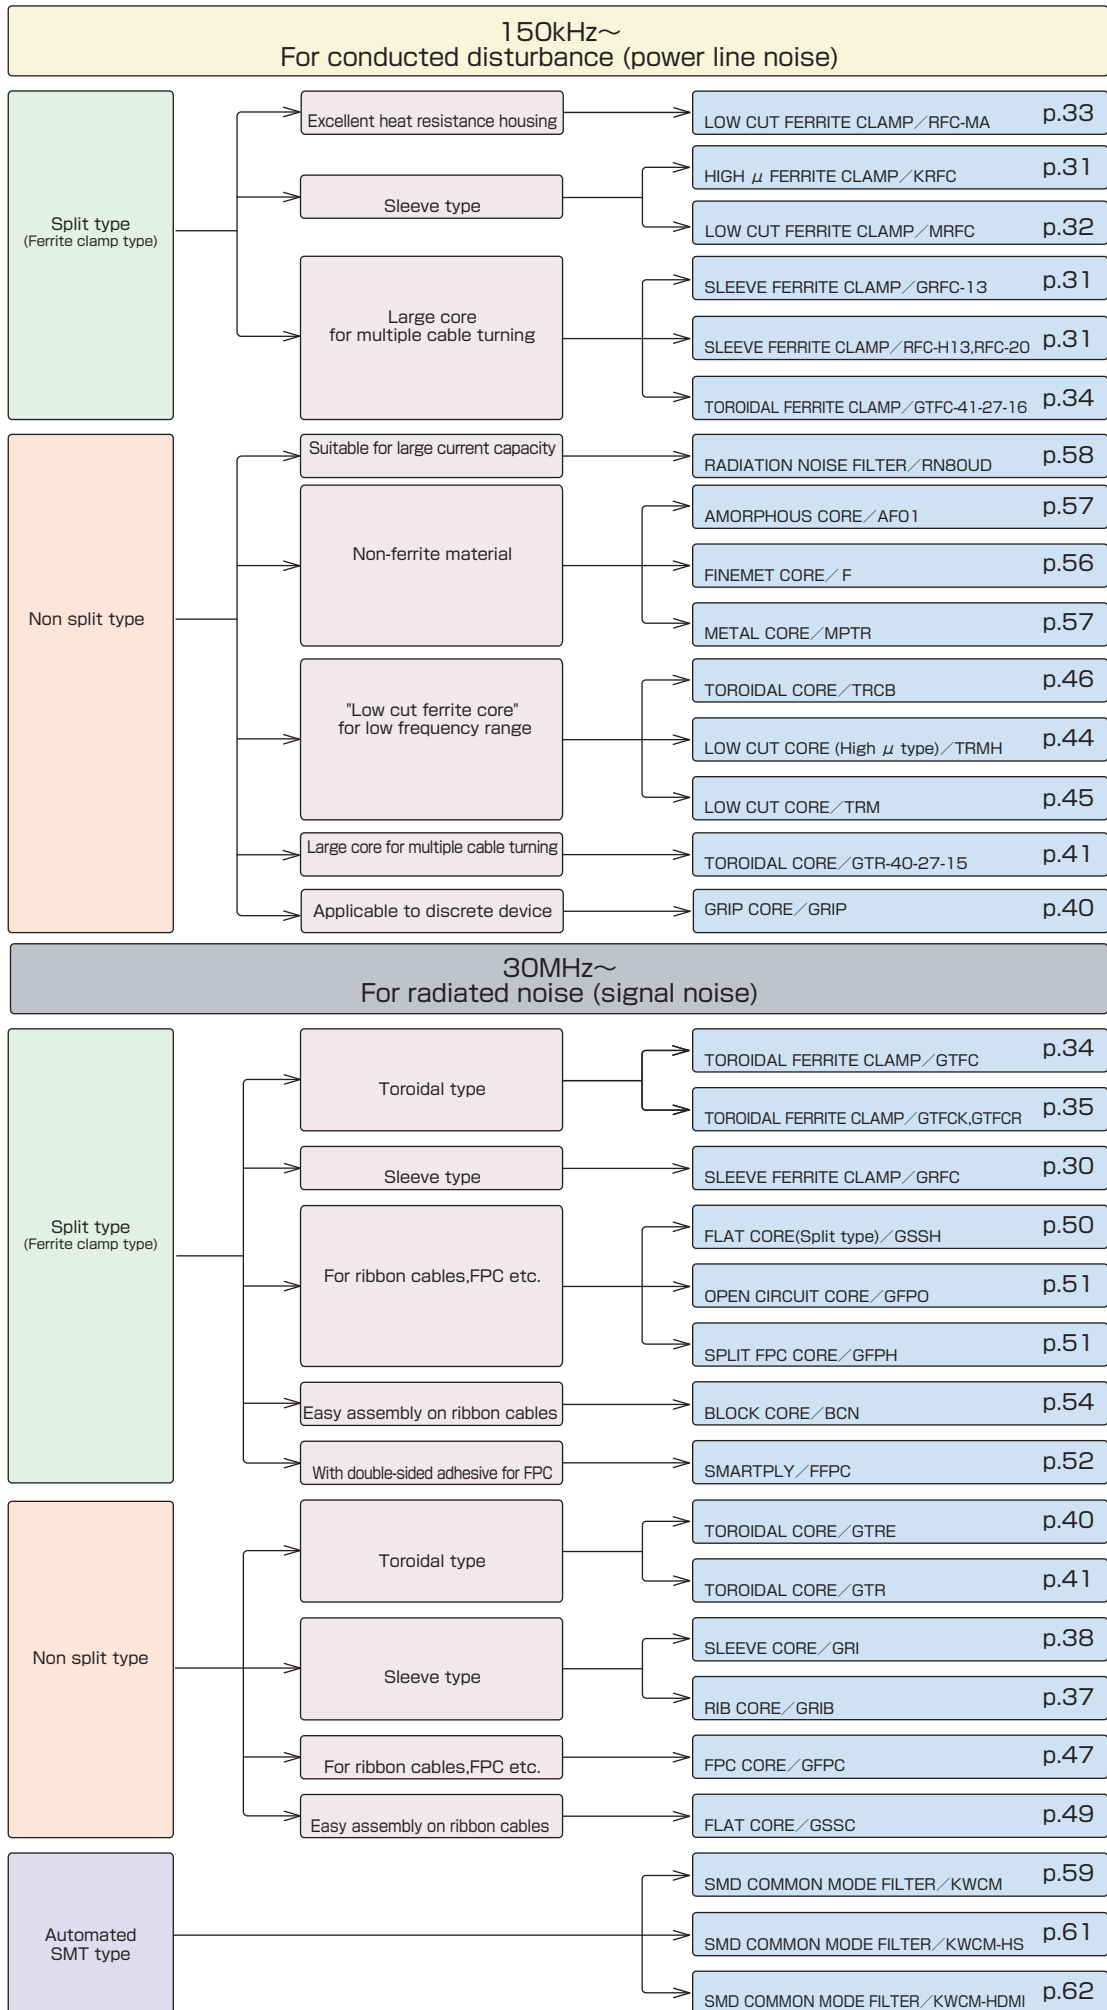 150kHz～
For conducted disturbance (power line noise)
Split type
(Ferrite clamp type)
Excellent heat resistance housing
LOW CUT FERRITE CLAMP／RFC-MA p.33
Sleeve type
HIGH μ FERRITE CLAMP／KRFC p.31
LOW CUT FERRITE CLAMP／MRFC p.32
Large core
for multiple cable turning
SLEEVE FERRITE CLAMP／GRFC-13 p.31
SLEEVE FERRITE CLAMP／RFC-H13,RFC-20 p.31
TOROIDAL FERRITE CLAMP／GTFC-41-27-16 p.34
Non split type
Suitable for large current capacity
RADIATION NOISE FILTER／RN80UD p.58
Non-ferrite material
AMORPHOUS CORE／AF01 p.57
FINEMET CORE／F p.56
METAL CORE／MPTR p.57
"Low cut ferrite core"
for low frequency range
TOROIDAL CORE／TRCB p.46
LOW CUT CORE (High μ type)／TRMH p.44
LOW CUT CORE／TRM p.45
Large core for multiple cable turning
TOROIDAL CORE／GTR-40-27-15 p.41
Applicable to discrete device
GRIP CORE／GRIP p.40
30MHz～
For radiated noise (signal noise)
Split type
(Ferrite clamp type)
Toroidal type
TOROIDAL FERRITE CLAMP／GTFC p.34
TOROIDAL FERRITE CLAMP／GTFCK,GTFCR p.35
Sleeve type
SLEEVE FERRITE CLAMP／GRFC p.30
For ribbon cables,FPC etc.
FLAT CORE(Split type)／GSSH p.50
OPEN CIRCUIT CORE／GFPO p.51
SPLIT FPC CORE／GFPH p.51
Easy assembly on ribbon cables
BLOCK CORE／BCN p.54
With double-sided adhesive for FPC
SMARTPLY／FFPC p.52
Non split type
Toroidal type
TOROIDAL CORE／GTRE p.40
TOROIDAL CORE／GTR p.41
Sleeve type
SLEEVE CORE／GRI p.38
RIB CORE／GRIB p.37
For ribbon cables,FPC etc.
FPC CORE／GFPC p.47
Easy assembly on ribbon cables
FLAT CORE／GSSC p.49
Automated
SMT type
SMD COMMON MODE FILTER／KWCM p.59
SMD COMMON MODE FILTER／KWCM-HS p.61
SMD COMMON MODE FILTER／KWCM-HDMI p.62